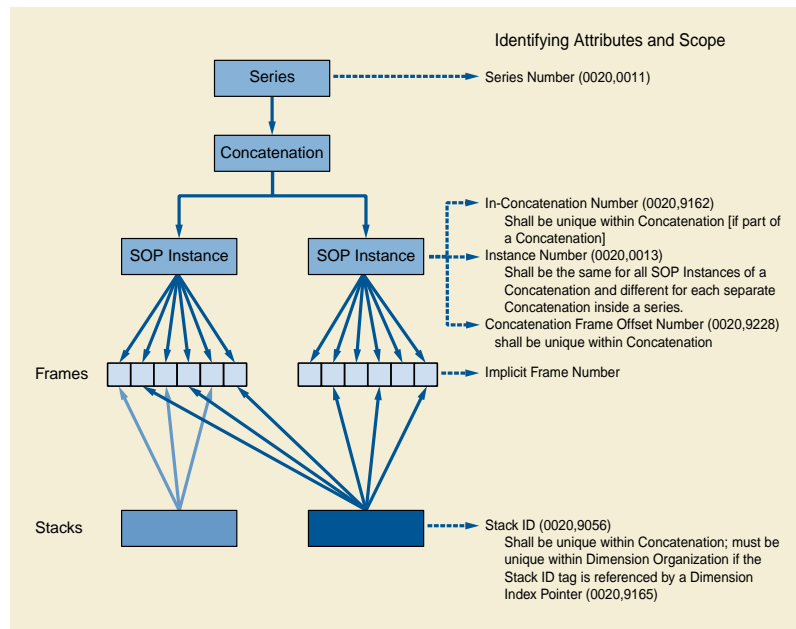 Identifying Attributes and Scope
Series
Series Number (0020,0011)
Concatenation
In-Concatenation Number (0020,9162)
Shall be unique within Concatenation [if part of
a Concatenation]
SOP Instance
SOP Instance
Instance Number (0020,0013)
Shall be the same for all SOP Instances of a
Concatenation and different for each separate
Concatenation inside a series.
Concatenation Frame Offset Number (0020,9228)
shall be unique within Concatenation
Frames
Implicit Frame Number
Stacks
Stack ID (0020,9056)
Shall be unique within Concatenation; must be
unique within Dimension Organization if the
Stack ID tag is referenced by a Dimension
Index Pointer (0020,9165)